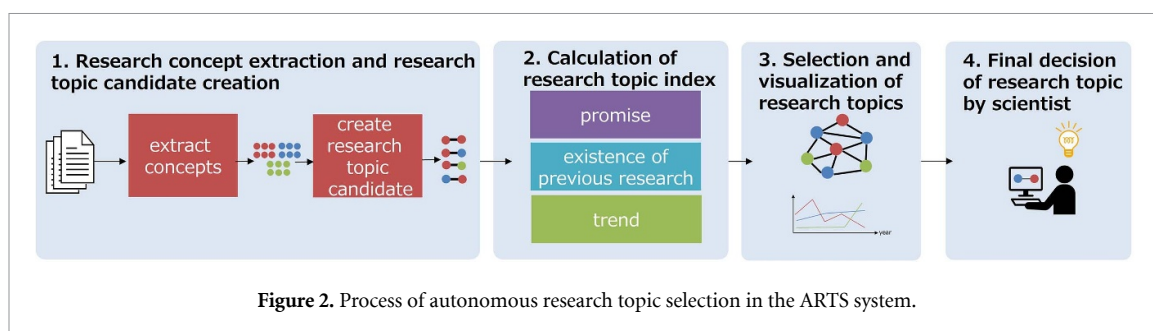 1. Research concept extraction and research
topic candidate creation
extract
concepts
create
research
topic
candidate
2. Calculation of
research topic index
promise
existence of
previous research
trend
3. Selection and
visualization of
research topics
year
4. Final decision
of research topic
by scientist
Figure 2. Process of autonomous research topic selection in the ARTS system.